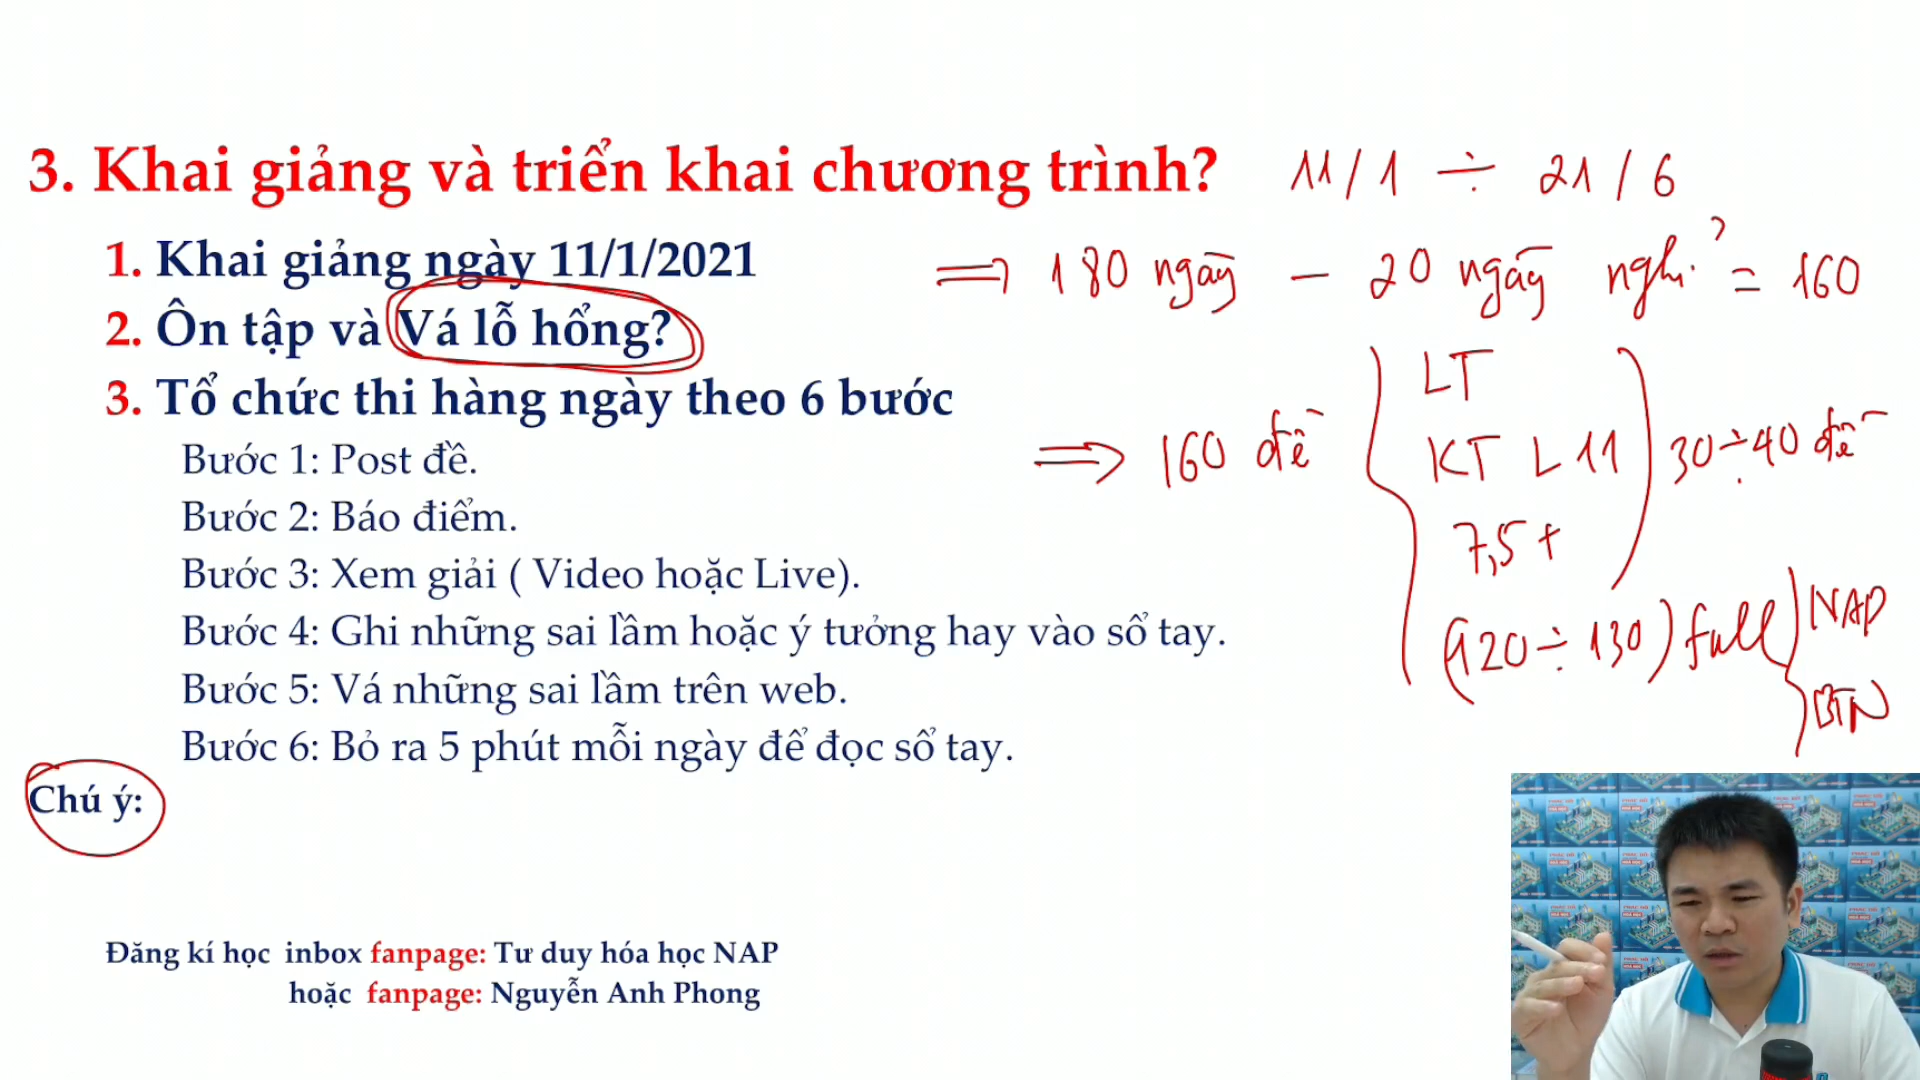 3. Khai giảng và triển khai chương trình?
11/1 ÷ 21/6
1. Khai giảng ngày 11/1/2021
⇒ 180 ngày − 20 ngày nghỉ = 160
2. Ôn tập và Vá lỗ hổng?
3. Tổ chức thi hàng ngày theo 6 bước
Bước 1: Post đề.
Bước 2: Báo điểm.
Bước 3: Xem giải ( Video hoặc Live).
Bước 4: Ghi những sai lầm hoặc ý tưởng hay vào sổ tay.
Bước 5: Vá những sai lầm trên web.
Bước 6: Bỏ ra 5 phút mỗi ngày để đọc sổ tay.
⇒ 160 đề
LT
KT L11
7,5+
30÷40 đề
(120÷130) full
NAP
BTN
Chú ý:
Đăng kí học inbox fanpage: Tư duy hóa học NAP
hoặc fanpage: Nguyễn Anh Phong